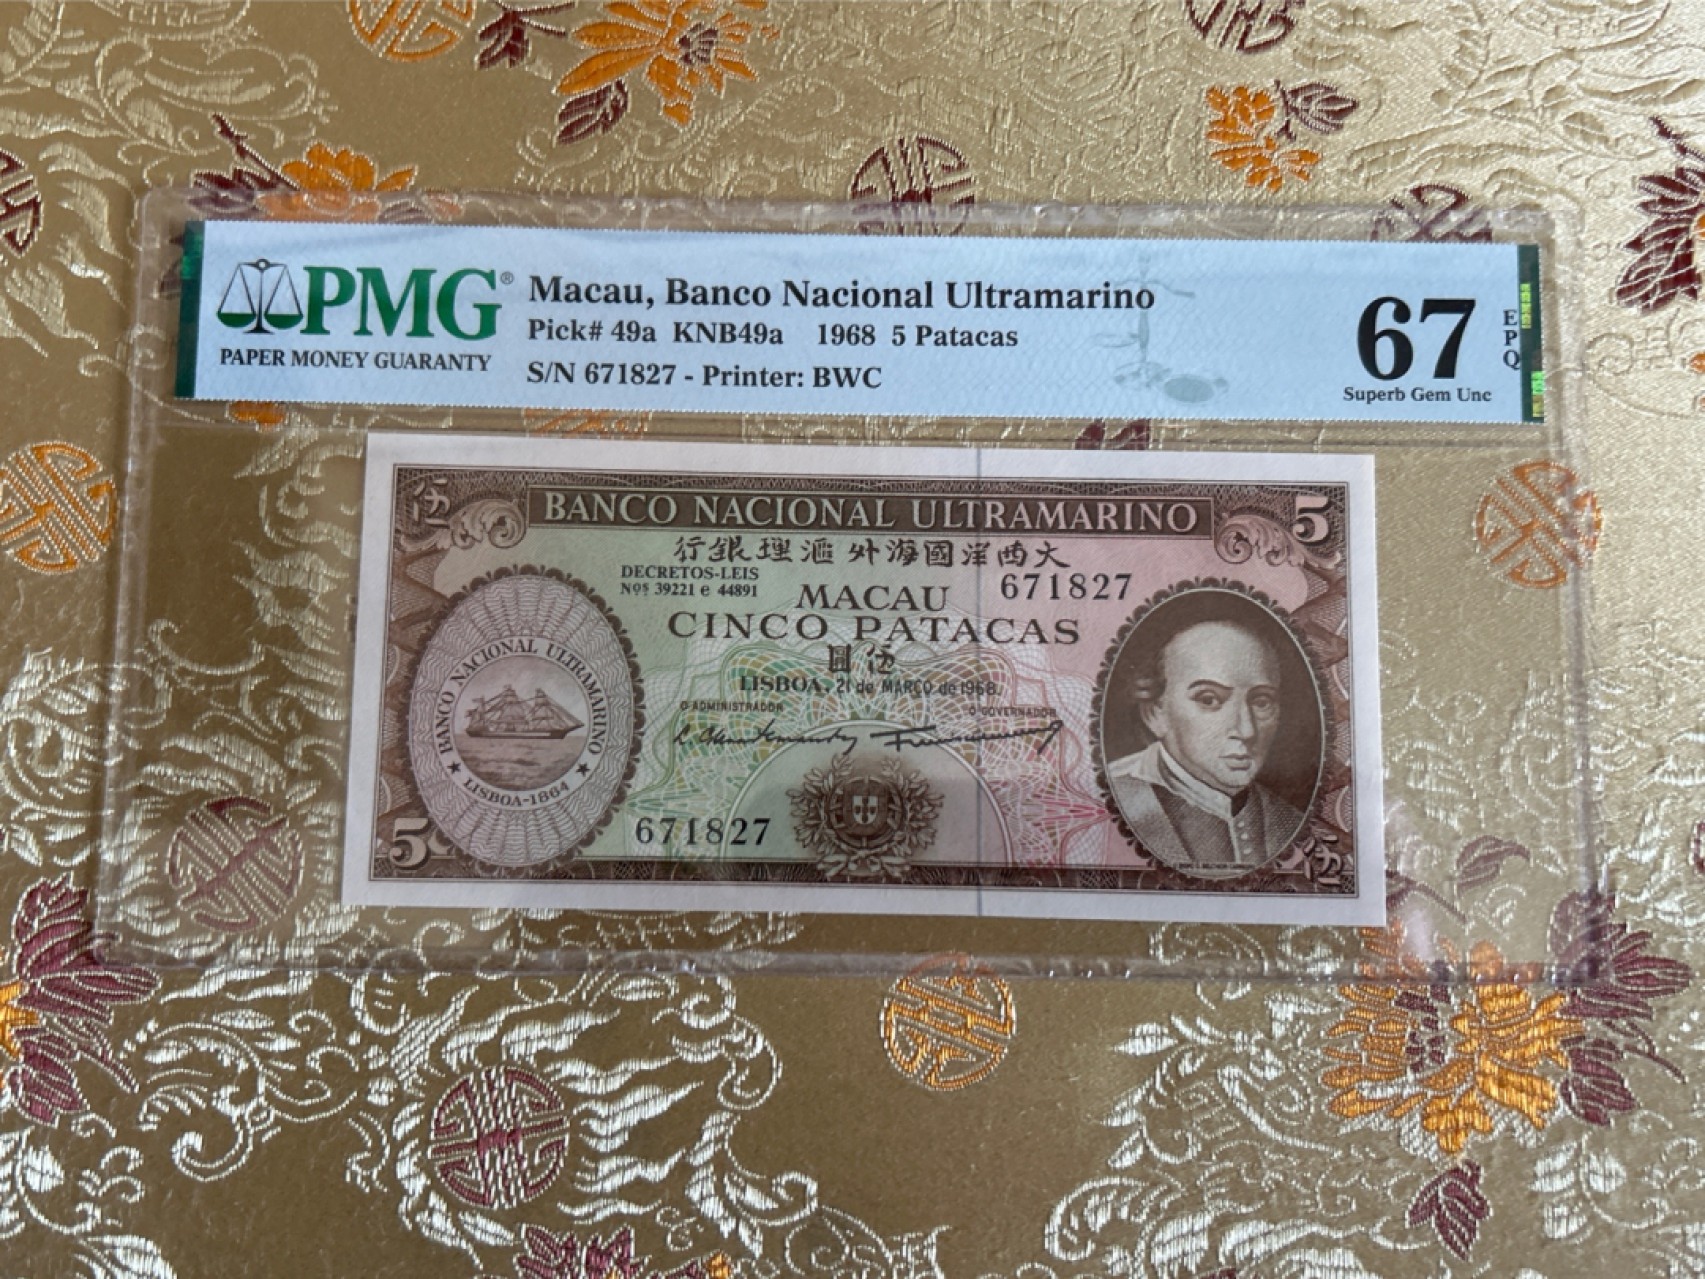 PMG®
PAPER MONEY GUARANTY
Macau, Banco Nacional Ultramarino
Pick# 49a KNB49a 1968 5 Patacas
S/N 671827 - Printer: BWC
67
EPQ
Superb Gem Unc
伍
BANCO NACIONAL ULTRAMARINO
5
行銀理滙外海國洋西大
DECRETOS-LEIS
Nos 39221 e 44891
MACAU
671827
CINCO PATACAS
圓伍
LISBOA, 21 de MARÇO de 1968.
O ADMINISTRADOR
O GOVERNADOR
BANCO NACIONAL ULTRAMARINO
★ LISBOA-1864 ★
671827
5
伍